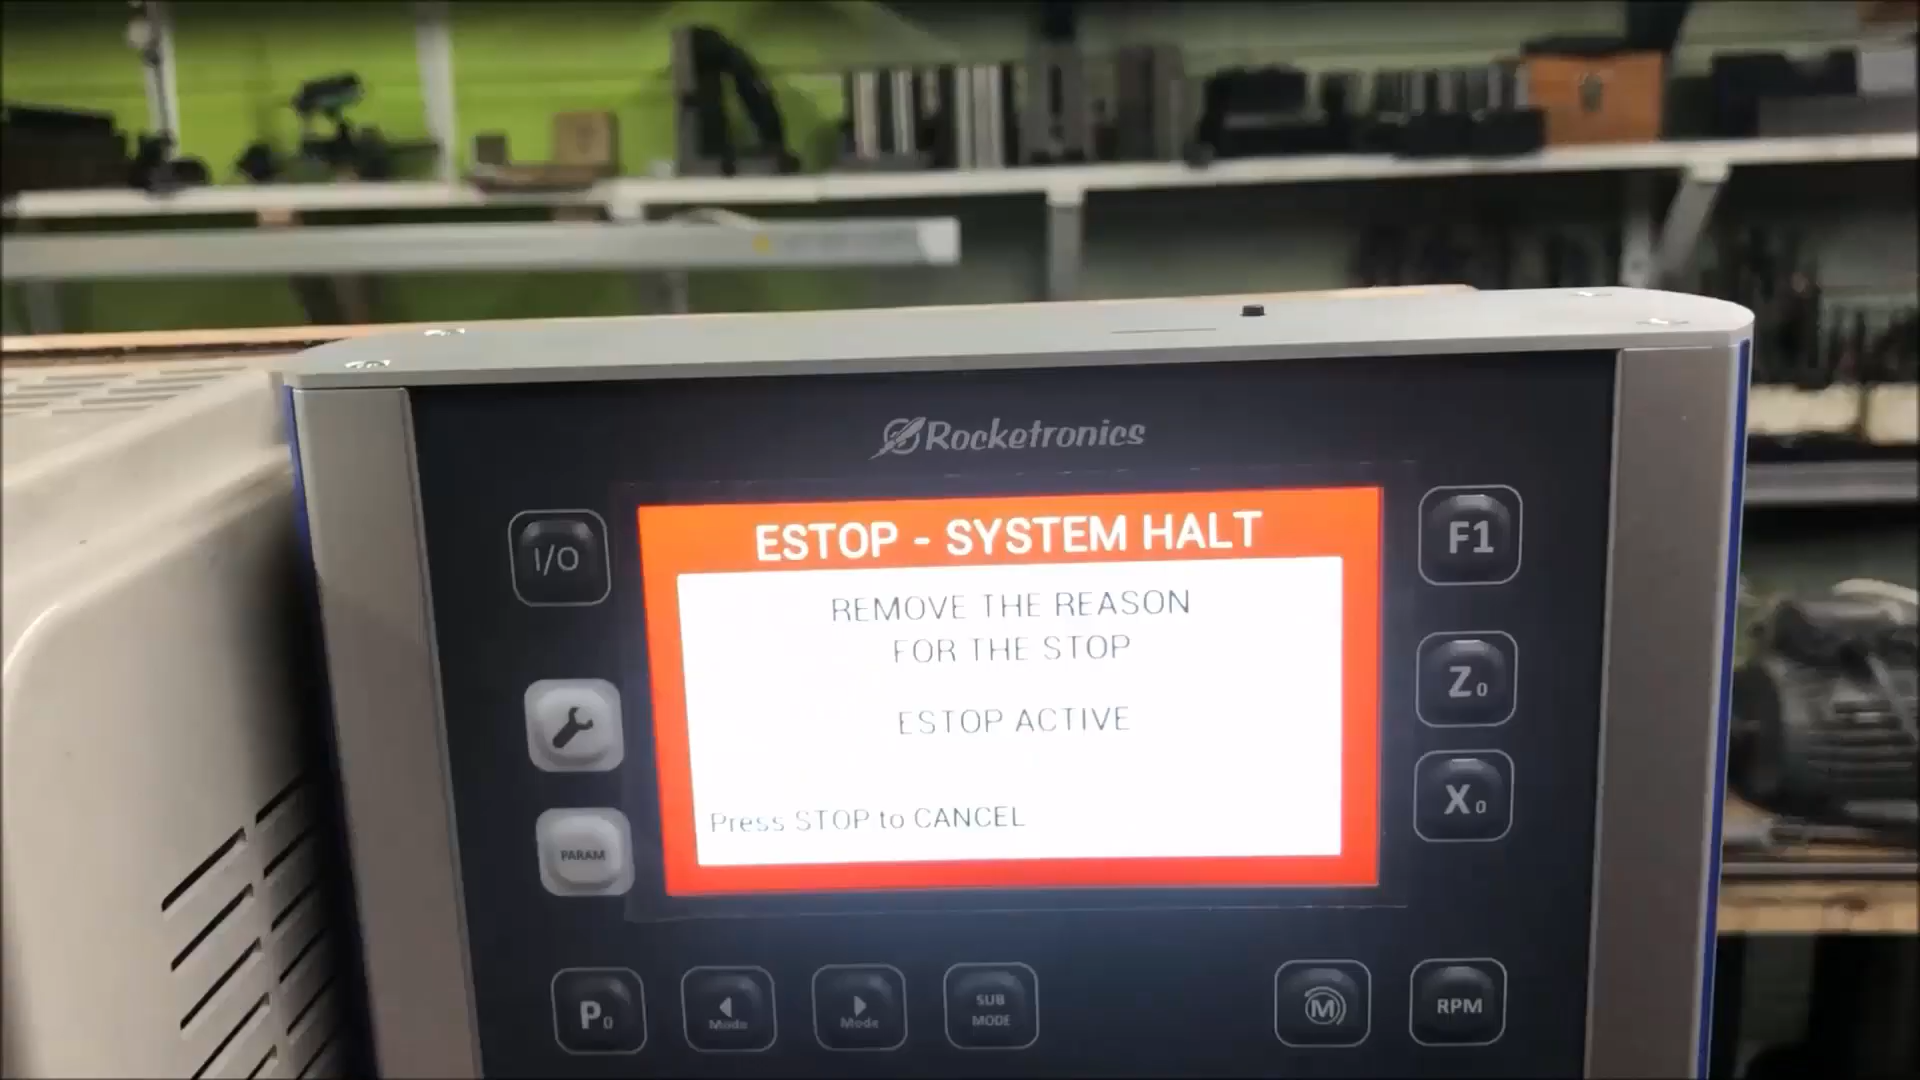 Rocketronics
I/O
F1
ESTOP - SYSTEM HALT
REMOVE THE REASON
FOR THE STOP
ESTOP ACTIVE
Press STOP to CANCEL
Z0
X0
PARAM
P0
Mode
Mode
SUB
MODE
M
RPM